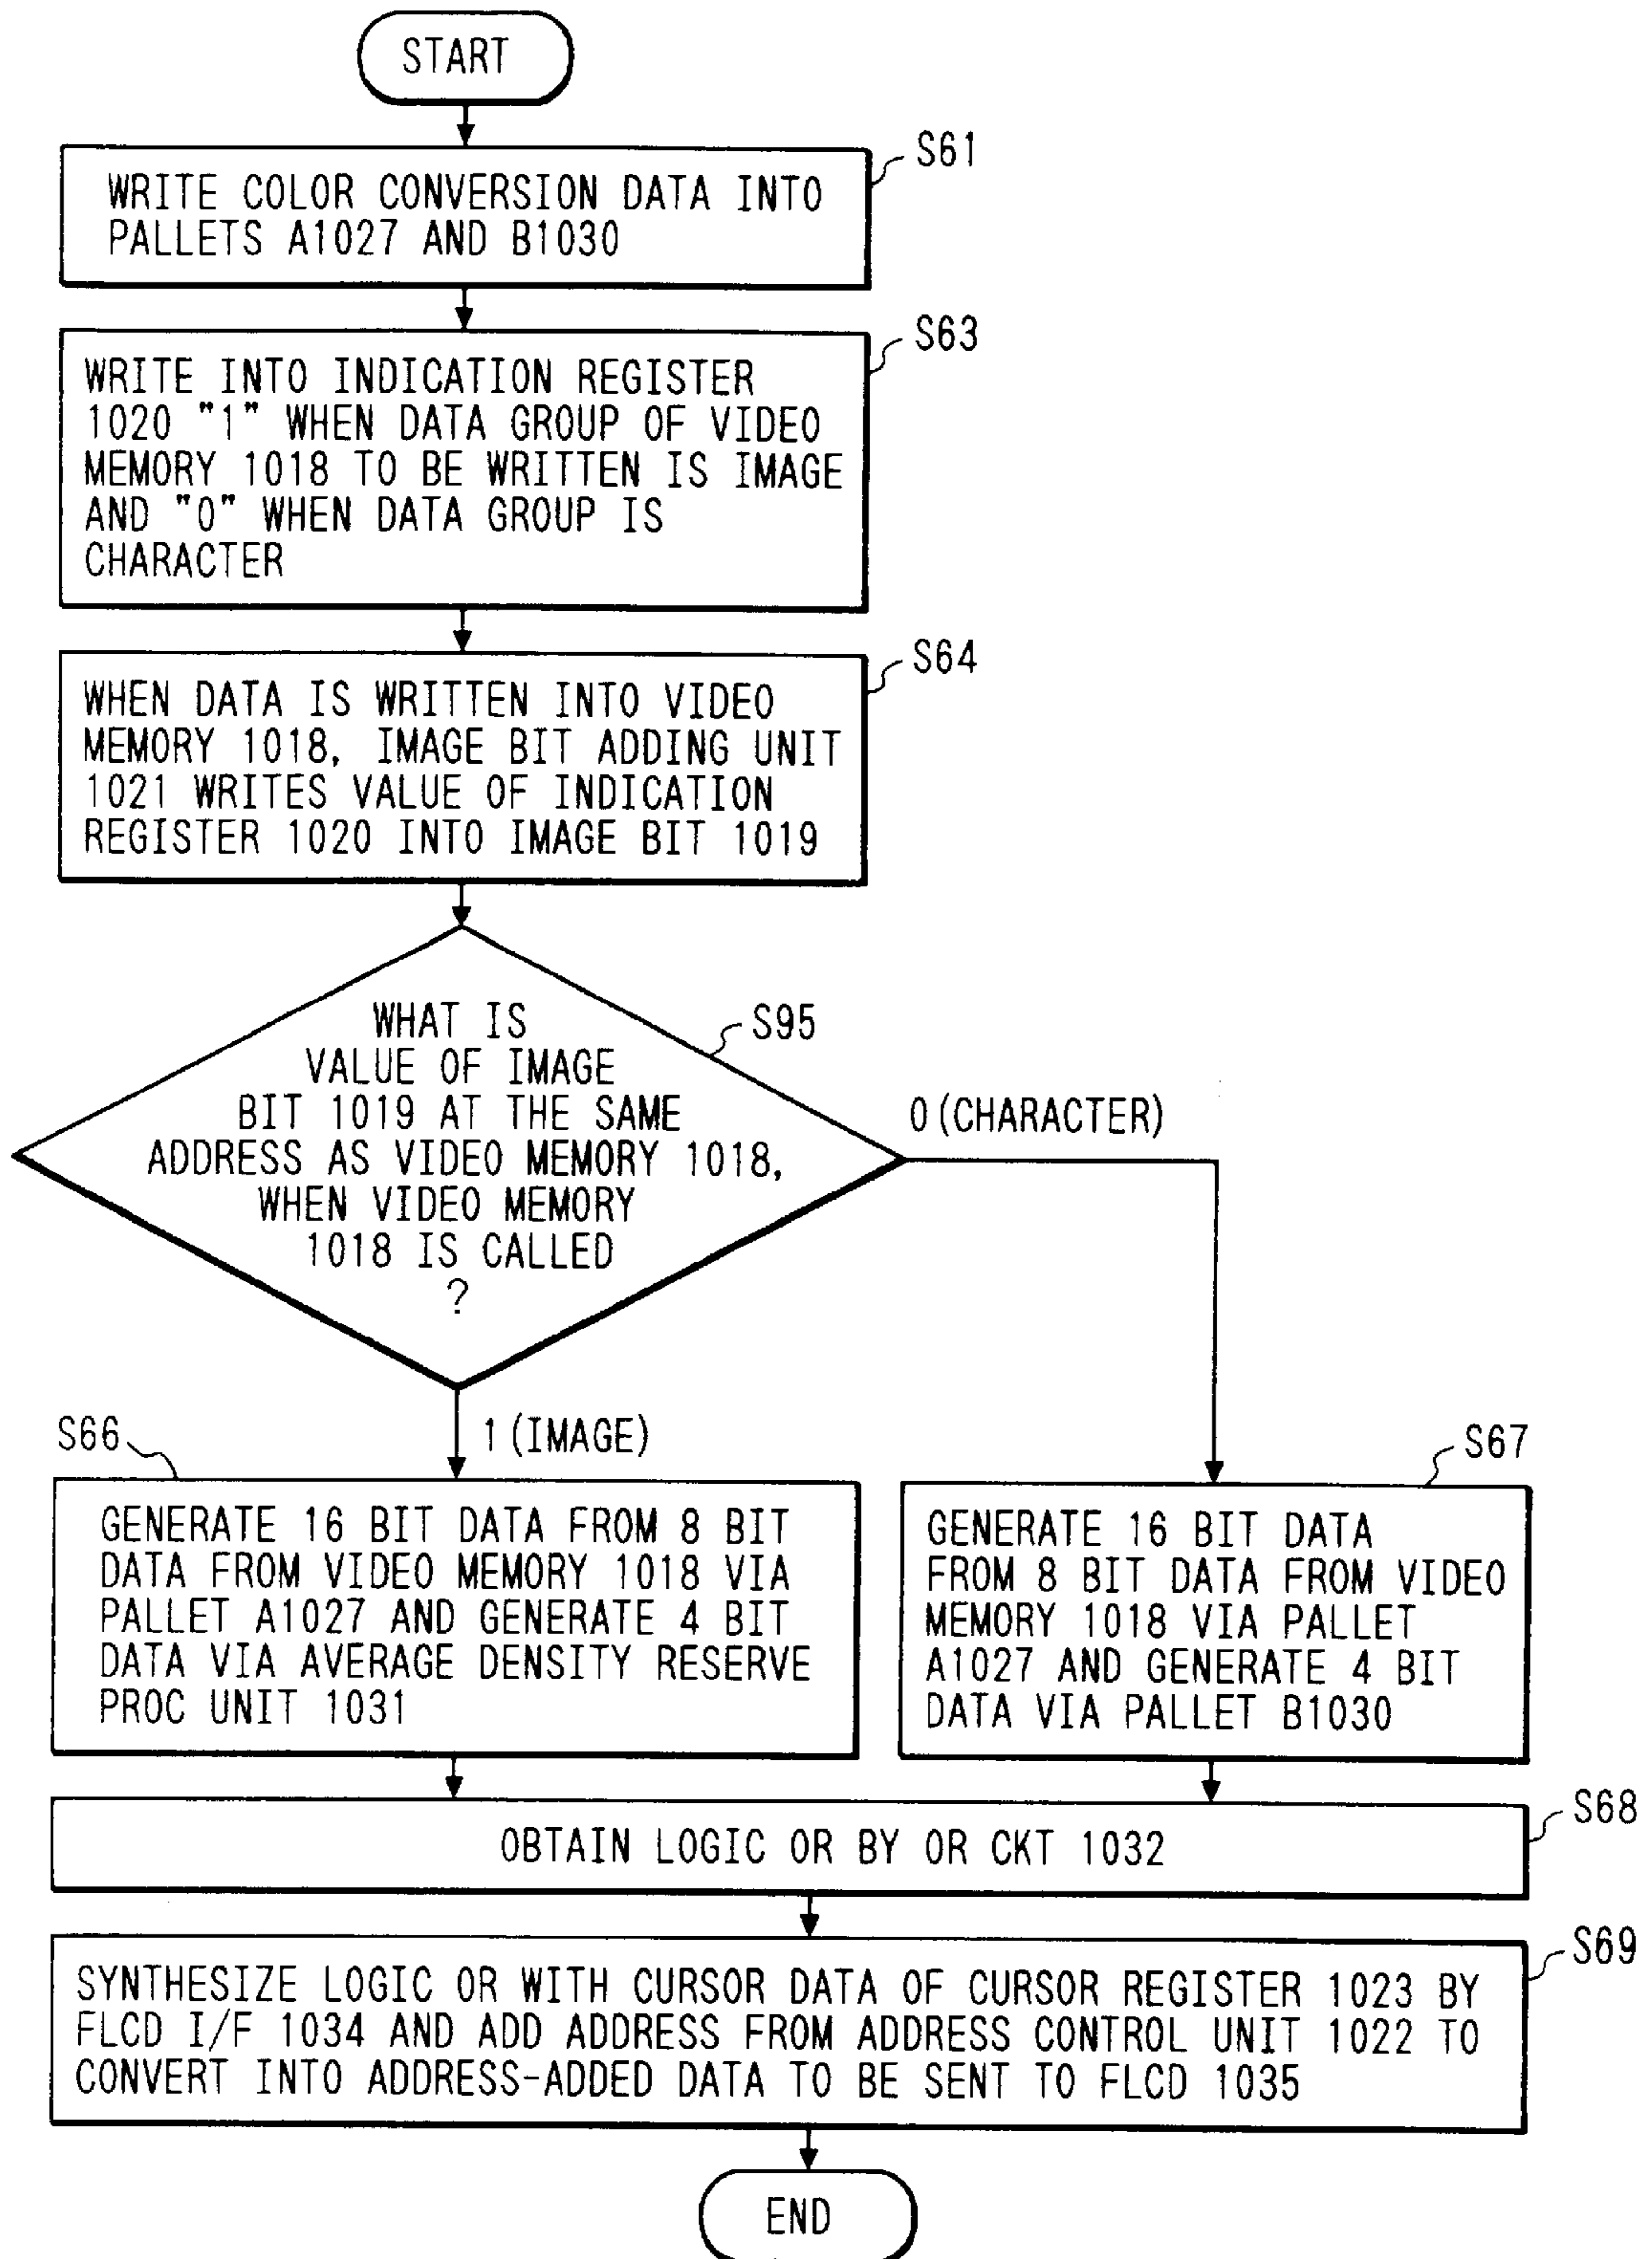 START
S61
WRITE COLOR CONVERSION DATA INTO
PALLETS A1027 AND B1030
S63
WRITE INTO INDICATION REGISTER
1020 "1" WHEN DATA GROUP OF VIDEO
MEMORY 1018 TO BE WRITTEN IS IMAGE
AND "0" WHEN DATA GROUP IS
CHARACTER
S64
WHEN DATA IS WRITTEN INTO VIDEO
MEMORY 1018, IMAGE BIT ADDING UNIT
1021 WRITES VALUE OF INDICATION
REGISTER 1020 INTO IMAGE BIT 1019
S95
WHAT IS
VALUE OF IMAGE
BIT 1019 AT THE SAME
ADDRESS AS VIDEO MEMORY 1018,
WHEN VIDEO MEMORY
1018 IS CALLED
?
0 (CHARACTER)
1 (IMAGE)
S66
GENERATE 16 BIT DATA FROM 8 BIT
DATA FROM VIDEO MEMORY 1018 VIA
PALLET A1027 AND GENERATE 4 BIT
DATA VIA AVERAGE DENSITY RESERVE
PROC UNIT 1031
S67
GENERATE 16 BIT DATA
FROM 8 BIT DATA FROM VIDEO
MEMORY 1018 VIA PALLET
A1027 AND GENERATE 4 BIT
DATA VIA PALLET B1030
S68
OBTAIN LOGIC OR BY OR CKT 1032
S69
SYNTHESIZE LOGIC OR WITH CURSOR DATA OF CURSOR REGISTER 1023 BY
FLCD I/F 1034 AND ADD ADDRESS FROM ADDRESS CONTROL UNIT 1022 TO
CONVERT INTO ADDRESS-ADDED DATA TO BE SENT TO FLCD 1035
END